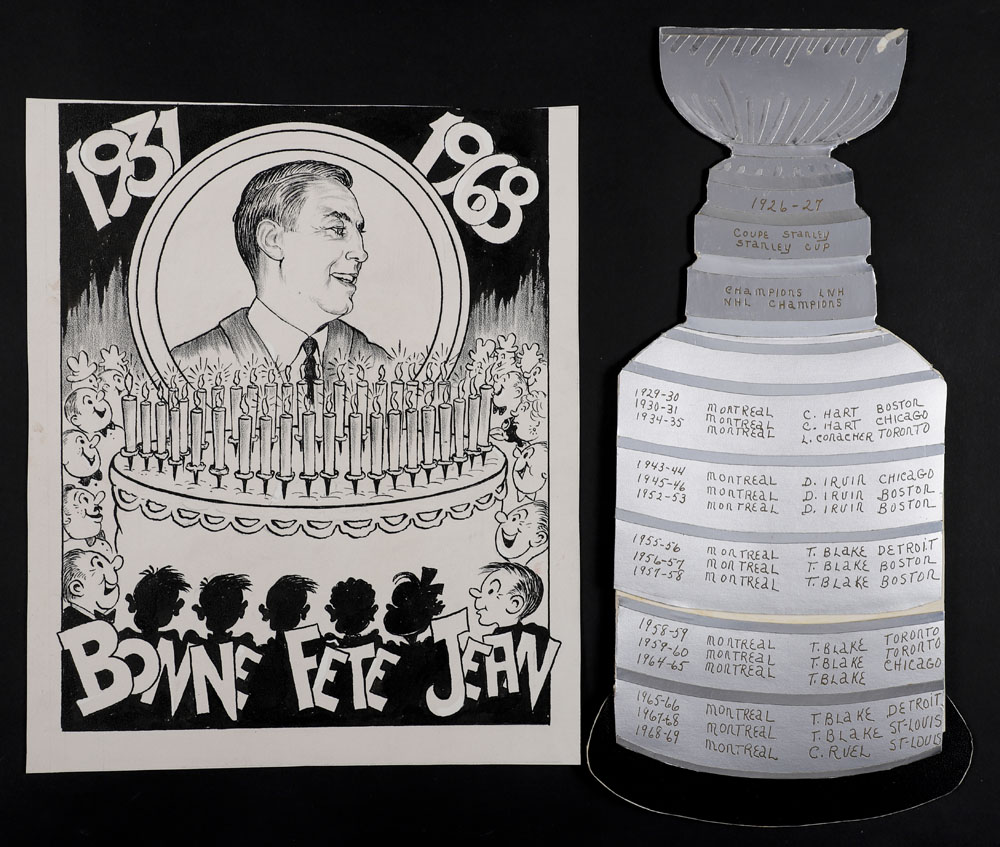 1931 1968
BONNE FETE JEAN
1926-27
COUPE STANLEY
STANLEY CUP
CHAMPIONS LNH
NHL CHAMPIONS
1929-30 MONTREAL C. HART BOSTON
1930-31 MONTREAL C. HART CHICAGO
1934-35 MONTREAL L. CONACHER TORONTO
1943-44 MONTREAL D. IRVIN CHICAGO
1945-46 MONTREAL D. IRVIN BOSTON
1952-53 MONTREAL D. IRVIN BOSTON
1955-56 MONTREAL T. BLAKE DETROIT
1956-57 MONTREAL T. BLAKE BOSTON
1957-58 MONTREAL T. BLAKE BOSTON
1958-59 MONTREAL T. BLAKE TORONTO
1959-60 MONTREAL T. BLAKE TORONTO
1964-65 MONTREAL T. BLAKE CHICAGO
1965-66 MONTREAL T. BLAKE DETROIT
1967-68 MONTREAL T. BLAKE ST-LOUIS
1968-69 MONTREAL C. RUEL ST-LOUIS